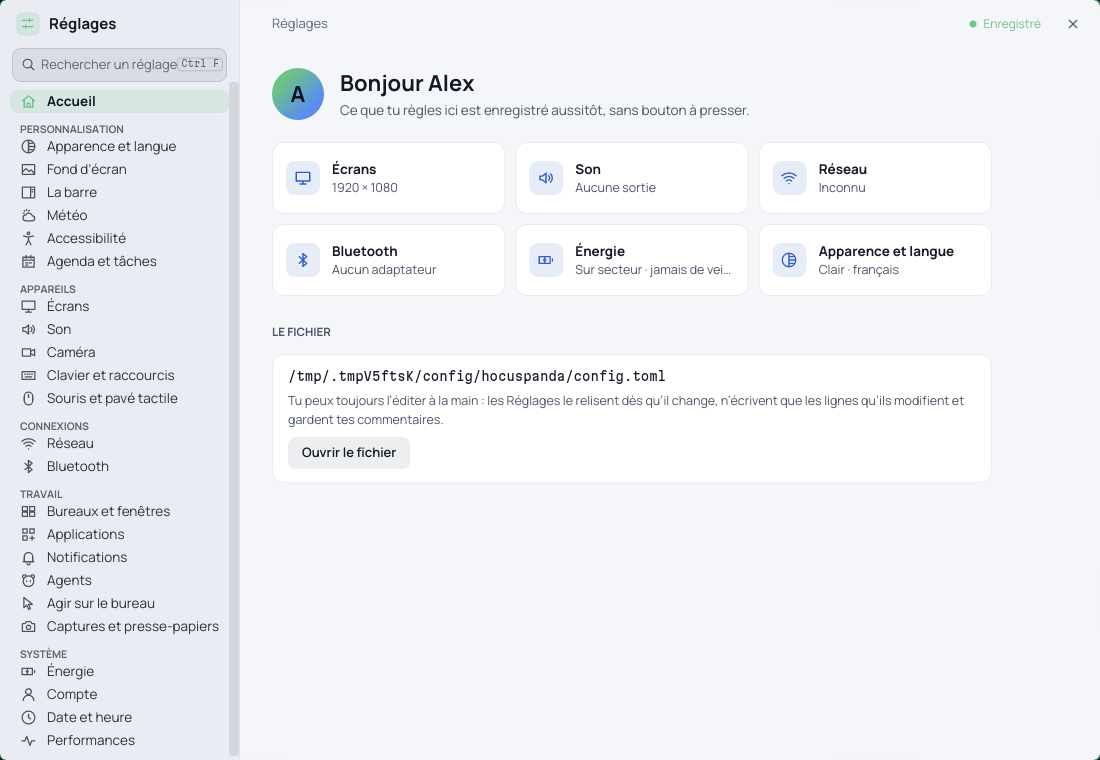 Réglages
Rechercher un réglage Ctrl F
Accueil
PERSONNALISATION
Apparence et langue
Fond d'écran
La barre
Météo
Accessibilité
Agenda et tâches
APPAREILS
Écrans
Son
Caméra
Clavier et raccourcis
Souris et pavé tactile
CONNEXIONS
Réseau
Bluetooth
TRAVAIL
Bureaux et fenêtres
Applications
Notifications
Agents
Agir sur le bureau
Captures et presse-papiers
SYSTÈME
Énergie
Compte
Date et heure
Performances
Réglages
Enregistré
A
Bonjour Alex
Ce que tu règles ici est enregistré aussitôt, sans bouton à presser.
Écrans
1920 × 1080
Son
Aucune sortie
Réseau
Inconnu
Bluetooth
Aucun adaptateur
Énergie
Sur secteur · jamais de vei…
Apparence et langue
Clair · français
LE FICHIER
/tmp/.tmpV5ftsK/config/hocuspanda/config.toml
Tu peux toujours l'éditer à la main : les Réglages le relisent dès qu'il change, n'écrivent que les lignes qu'ils modifient et
gardent tes commentaires.
Ouvrir le fichier